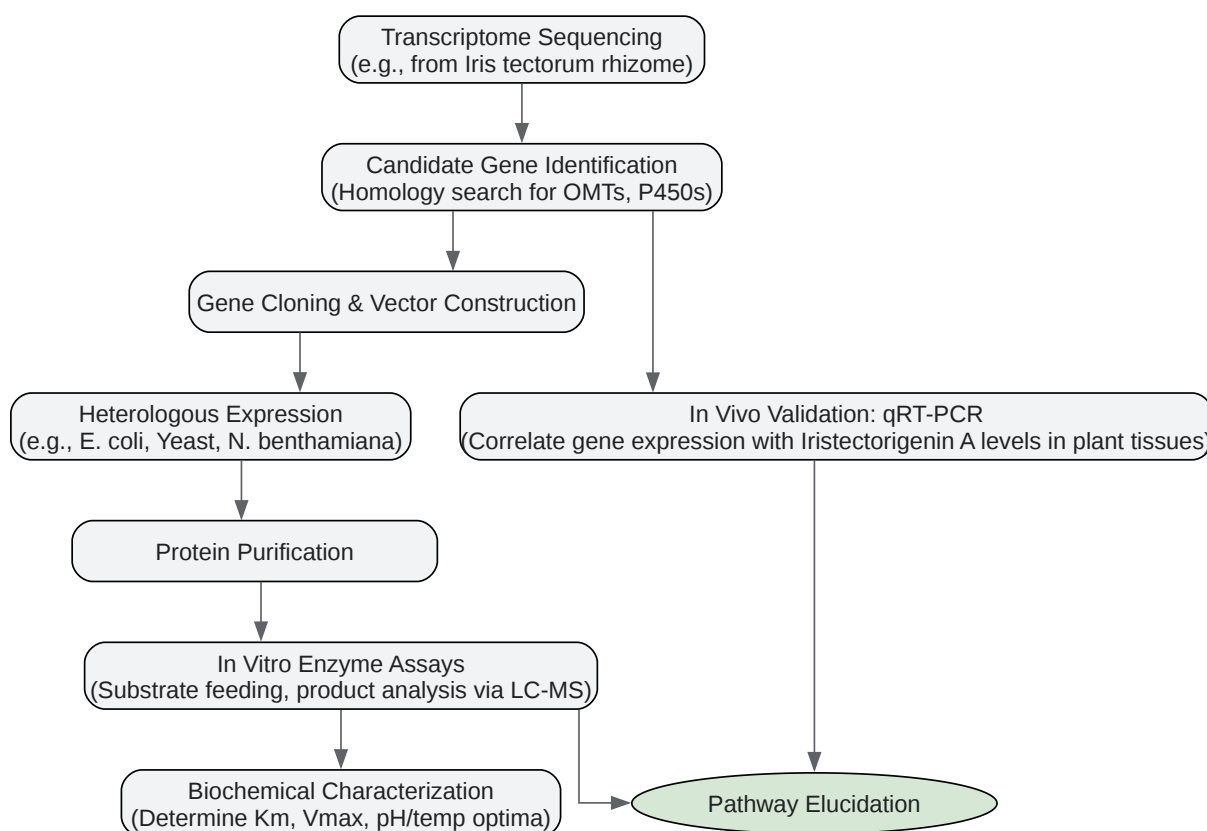 Transcriptome Sequencing
(e.g., from Iris tectorum rhizome)
Candidate Gene Identification
(Homology search for OMTs, P450s)
Gene Cloning & Vector Construction
Heterologous Expression
(e.g., E. coli, Yeast, N. benthamiana)
In Vivo Validation: qRT-PCR
(Correlate gene expression with Iristectorigenin A levels in plant tissues)
Protein Purification
In Vitro Enzyme Assays
(Substrate feeding, product analysis via LC-MS)
Biochemical Characterization
(Determine Km, Vmax, pH/temp optima)
Pathway Elucidation